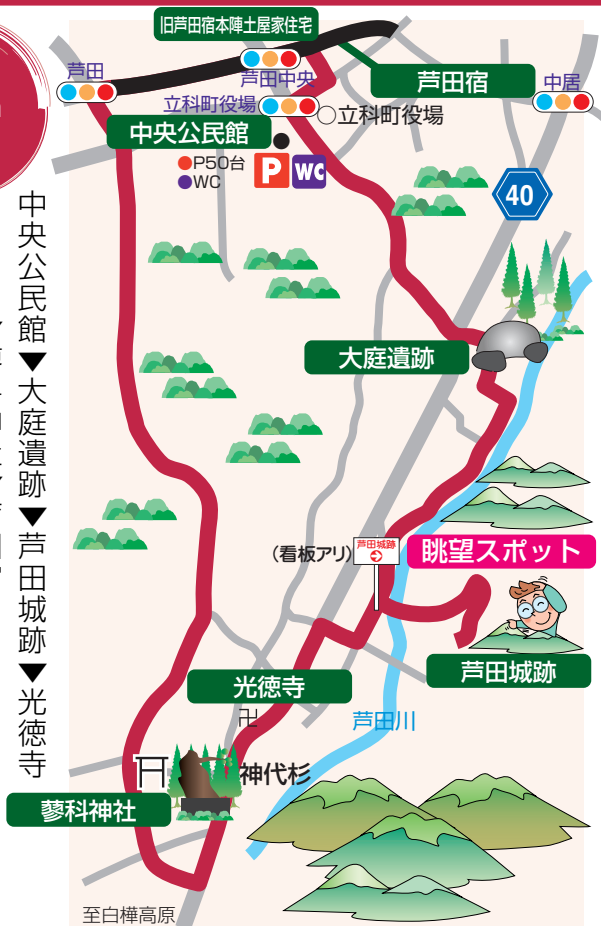 旧芦田宿本陣土屋家住宅
芦田
芦田中央
芦田宿
中居
立科町役場
○立科町役場
中央公民館
●P50台
●WC
P
WC
40
大庭遺跡
(看板アリ)
芦田城跡
眺望スポット
芦田城跡
光徳寺
卍
芦田川
神代杉
蓼科神社
至白樺高原
中央公民館▼大庭遺跡▼芦田城跡▼光徳寺